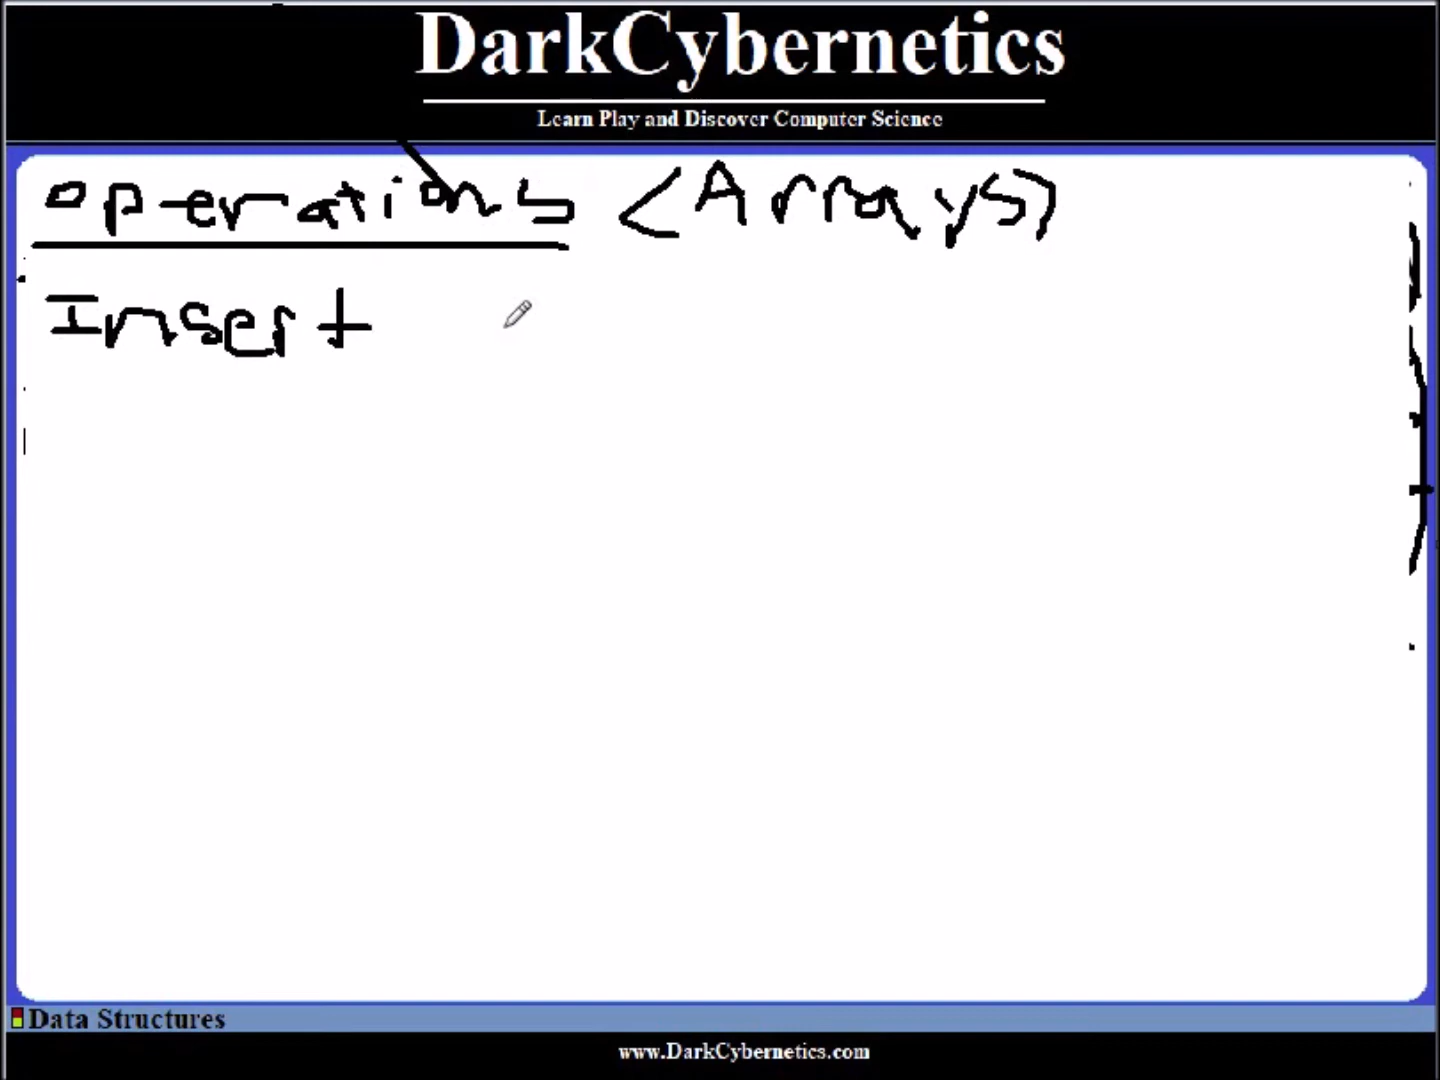 DarkCybernetics
Learn Play and Discover Computer Science
operations (Arrays)
Insert
Data Structures
www.DarkCybernetics.com